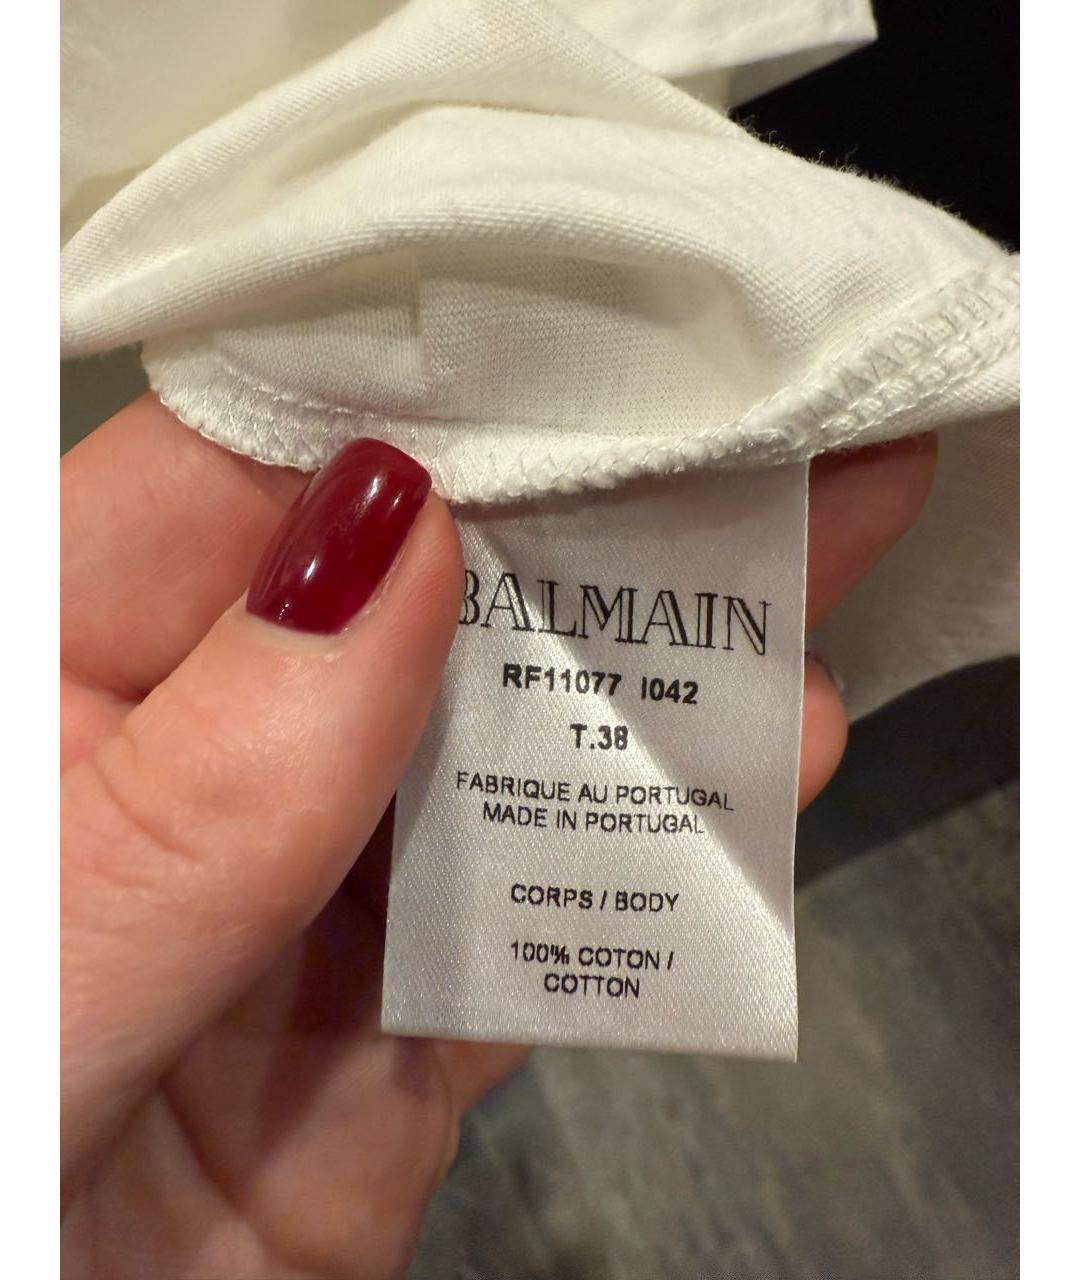 BALMAIN
RF11077 I042
T.38
FABRIQUE AU PORTUGAL
MADE IN PORTUGAL
CORPS / BODY
100% COTON /
COTTON